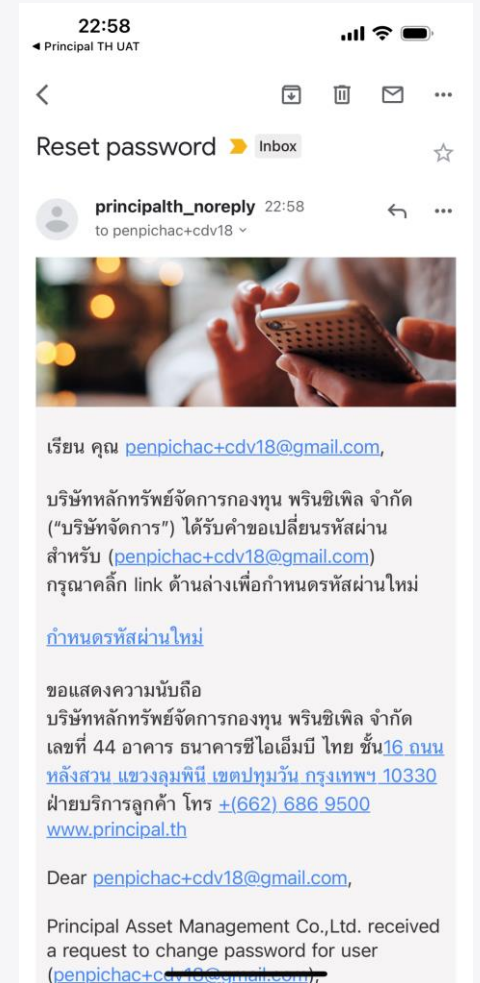 22:58
◀ Principal TH UAT
Reset password Inbox
principalth_noreply 22:58
to penpichac+cdv18
เรียน คุณ penpichac+cdv18@gmail.com,
บริษัทหลักทรัพย์จัดการกองทุน พรินซิเพิล จำกัด
(“บริษัทจัดการ”) ได้รับคำขอเปลี่ยนรหัสผ่าน
สำหรับ (penpichac+cdv18@gmail.com)
กรุณาคลิ้ก link ด้านล่างเพื่อกำหนดรหัสผ่านใหม่
กำหนดรหัสผ่านใหม่
ขอแสดงความนับถือ
บริษัทหลักทรัพย์จัดการกองทุน พรินซิเพิล จำกัด
เลขที่ 44 อาคาร ธนาคารซีไอเอ็มบี ไทย ชั้น16 ถนน
หลังสวน แขวงลุมพินี เขตปทุมวัน กรุงเทพฯ 10330
ฝ่ายบริการลูกค้า โทร +(662) 686 9500
www.principal.th
Dear penpichac+cdv18@gmail.com,
Principal Asset Management Co.,Ltd. received
a request to change password for user
(penpichac+cdv18@gmail.com),